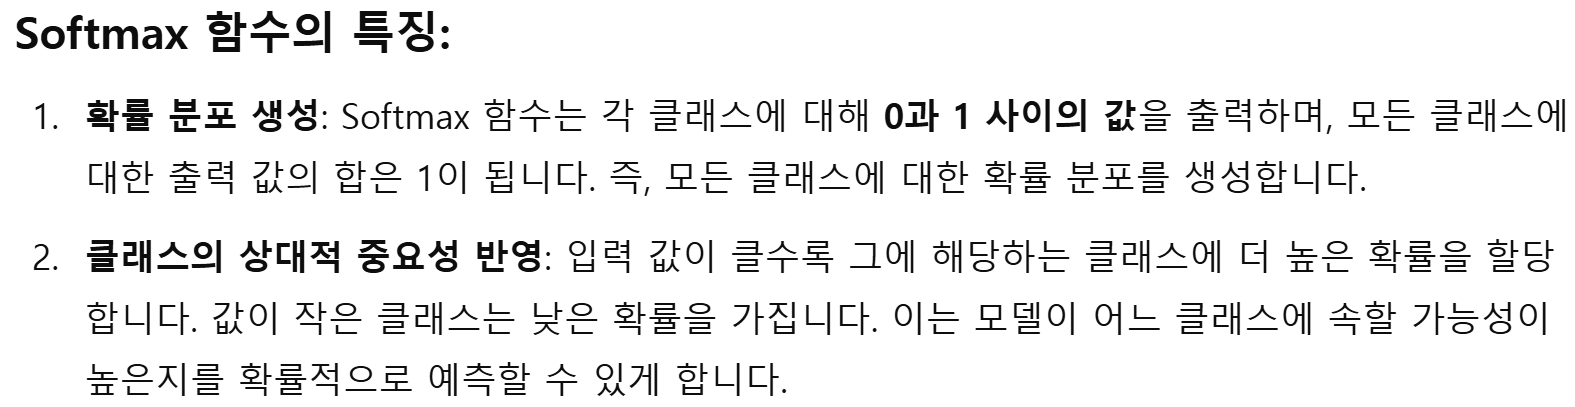 Softmax 함수의 특징:
1. 확률 분포 생성: Softmax 함수는 각 클래스에 대해 0과 1 사이의 값을 출력하며, 모든 클래스에
대한 출력 값의 합은 1이 됩니다. 즉, 모든 클래스에 대한 확률 분포를 생성합니다.
2. 클래스의 상대적 중요성 반영: 입력 값이 클수록 그에 해당하는 클래스에 더 높은 확률을 할당
합니다. 값이 작은 클래스는 낮은 확률을 가집니다. 이는 모델이 어느 클래스에 속할 가능성이
높은지를 확률적으로 예측할 수 있게 합니다.